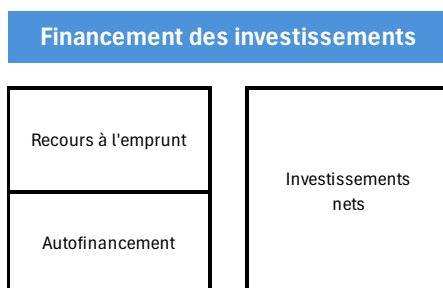 Financement des investissements
Recours à l'emprunt
Autofinancement
Investissements
nets